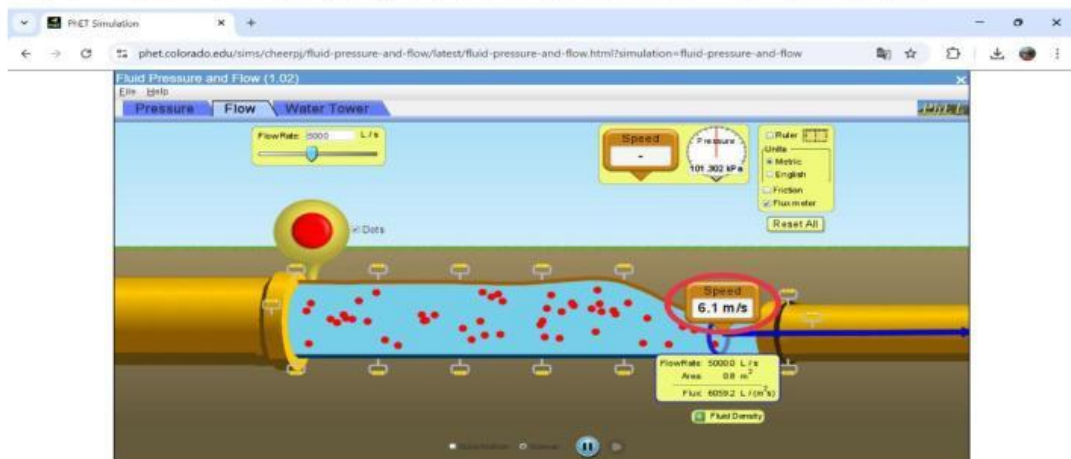 PhET Simulation
phet.colorado.edu/sims/cheerpj/fluid-pressure-and-flow/latest/fluid-pressure-and-flow.html?simulation=fluid-pressure-and-flow
Fluid Pressure and Flow (1.02)
File Help
Pressure Flow Water Tower
Flow Rate: 5000 L/s
Speed
-
Pressure
101.302 kPa
Ruler
Units
Metric
English
Friction
Flux meter
Reset All
Dots
Speed
6.1 m/s
Flow Rate: 5000.0 L/s
Area: 0.8 m²
Flux: 6059.2 L/(m²s)
Fluid Density